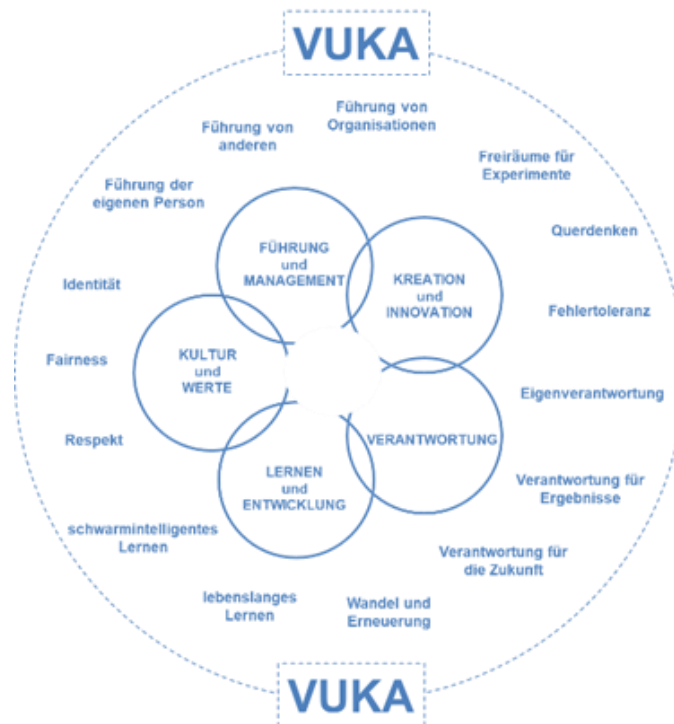 VUKA
Führung von
Organisationen
Führung von
anderen
Freiräume für
Experimente
Führung der
eigenen Person
Querdenken
FÜHRUNG
und
MANAGEMENT
KREATION
und
INNOVATION
Identität
Fehlertoleranz
Fairness
KULTUR
und
WERTE
Eigenverantwortung
Respekt
VERANTWORTUNG
LERNEN
und
ENTWICKLUNG
Verantwortung für
Ergebnisse
schwarmintelligentes
Lernen
Verantwortung für
die Zukunft
lebenslanges
Lernen
Wandel und
Erneuerung
VUKA